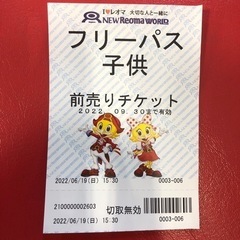 I♥レオマ 大切な人と一緒に
NEW REOMA WORLD
フリーパス
子供
前売りチケット
2022.09.30まで有効
2022/06/19(日) 15:30 0003-006
2100000002603 切取無効
2022/06/19(日) 15:30 0003-006